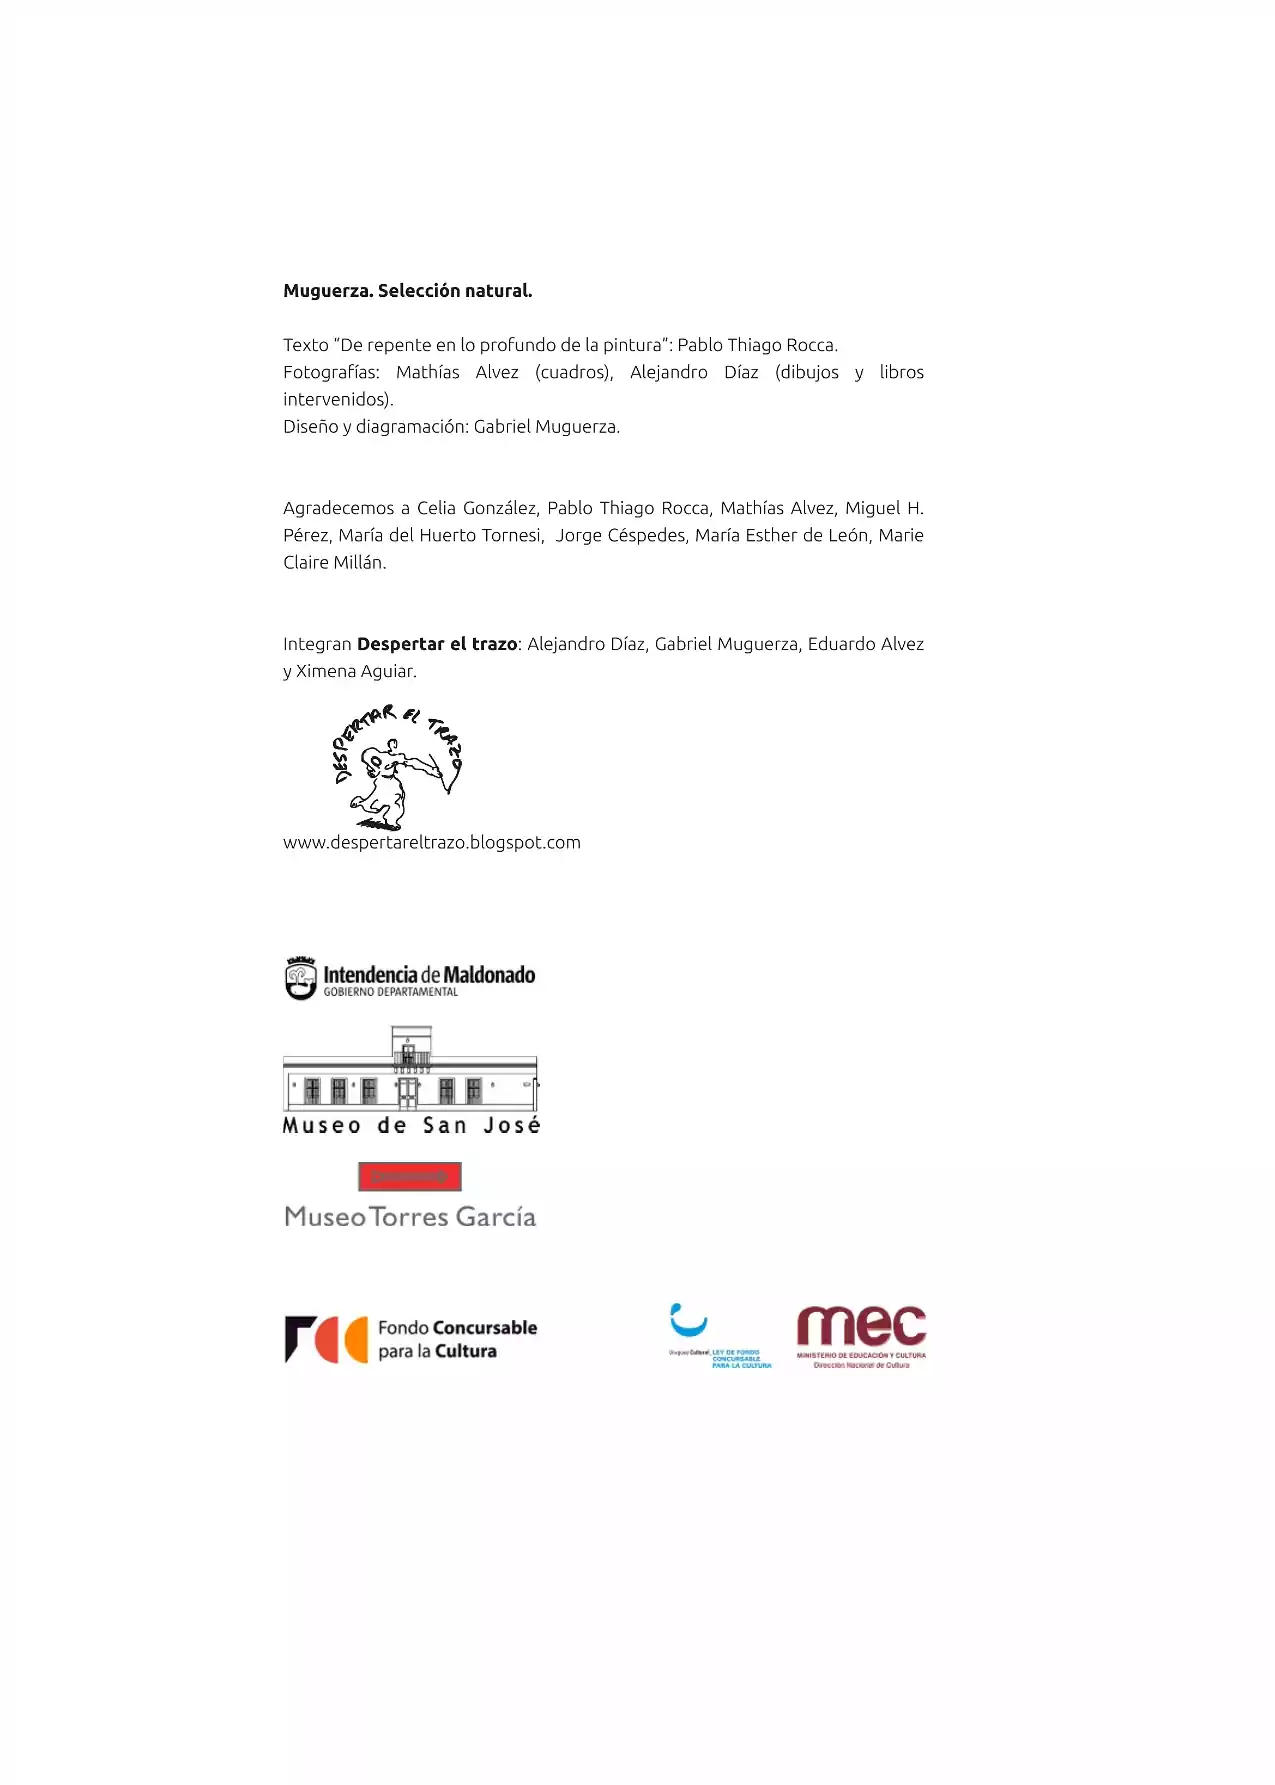 Muguerza. Selección natural.
Texto “De repente en lo profundo de la pintura”: Pablo Thiago Rocca.
Fotografías: Mathías Alvez (cuadros), Alejandro Díaz (dibujos y libros
intervenidos).
Diseño y diagramación: Gabriel Muguerza.
Agradecemos a Celia González, Pablo Thiago Rocca, Mathías Alvez, Miguel H.
Pérez, María del Huerto Tornesi, Jorge Céspedes, María Esther de León, Marie
Claire Millán.
Integran Despertar el trazo: Alejandro Díaz, Gabriel Muguerza, Eduardo Alvez
y Ximena Aguiar.
DESPERTAR EL TRAZO
www.despertareltrazo.blogspot.com
Intendencia de Maldonado
GOBIERNO DEPARTAMENTAL
Museo de San José
Museo Torres García
Fondo Concursable
para la Cultura
Uruguay Cultural_LEY DE FONDO
CONCURSABLE
PARA LA CULTURA
mec
MINISTERIO DE EDUCACIÓN Y CULTURA
Dirección Nacional de Cultura